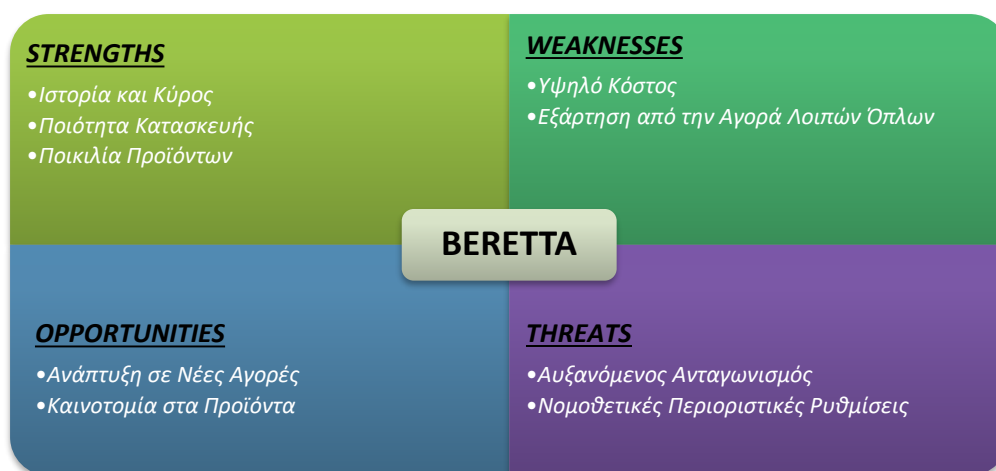 STRENGTHS
•Ιστορία και Κύρος
•Ποιότητα Κατασκευής
•Ποικιλία Προϊόντων
WEAKNESSES
•Υψηλό Κόστος
•Εξάρτηση από την Αγορά Λοιπών Όπλων
BERETTA
OPPORTUNITIES
•Ανάπτυξη σε Νέες Αγορές
•Καινοτομία στα Προϊόντα
THREATS
•Αυξανόμενος Ανταγωνισμός
•Νομοθετικές Περιοριστικές Ρυθμίσεις